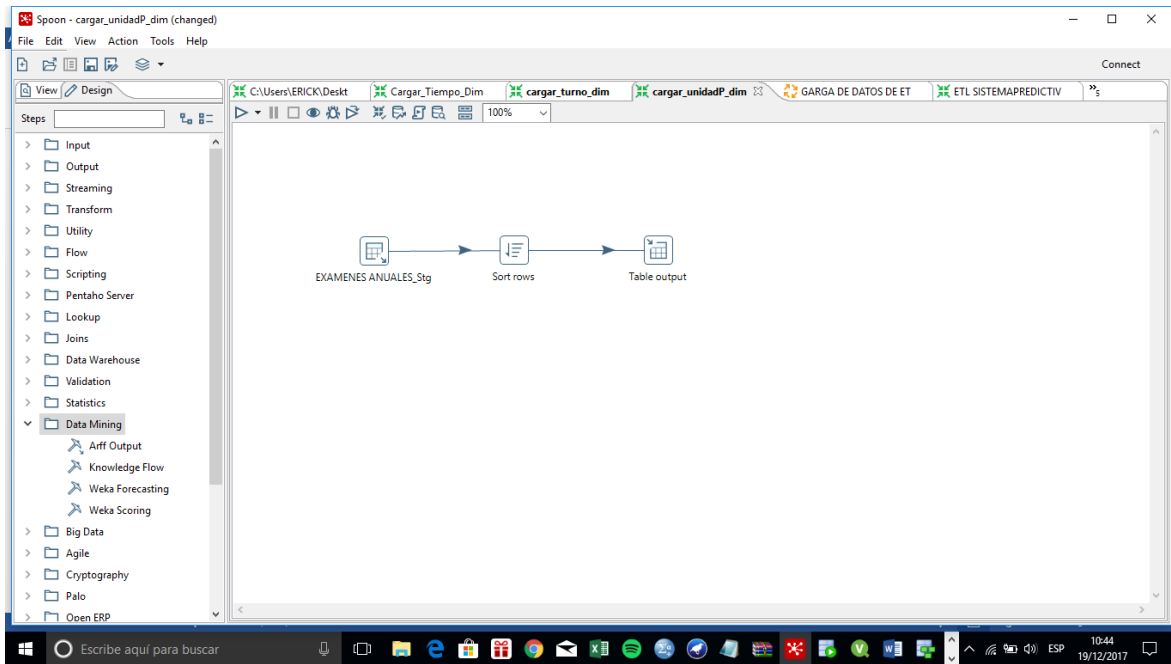 Spoon - cargar_unidadP_dim (changed)
File Edit View Action Tools Help
Connect
View Design
C:\Users\ERICK\Deskt Cargar_Tiempo_Dim cargar_turno_dim cargar_unidadP_dim GARGA DE DATOS DE ET ETL SISTEMAPREDICTIV »5
Steps
100%
Input
Output
Streaming
Transform
Utility
Flow
Scripting
Pentaho Server
Lookup
Joins
Data Warehouse
Validation
Statistics
Data Mining
Arff Output
Knowledge Flow
Weka Forecasting
Weka Scoring
Big Data
Agile
Cryptography
Palo
Open ERP
EXAMENES ANUALES_Stg Sort rows Table output
Escribe aquí para buscar
ESP
10:44
19/12/2017